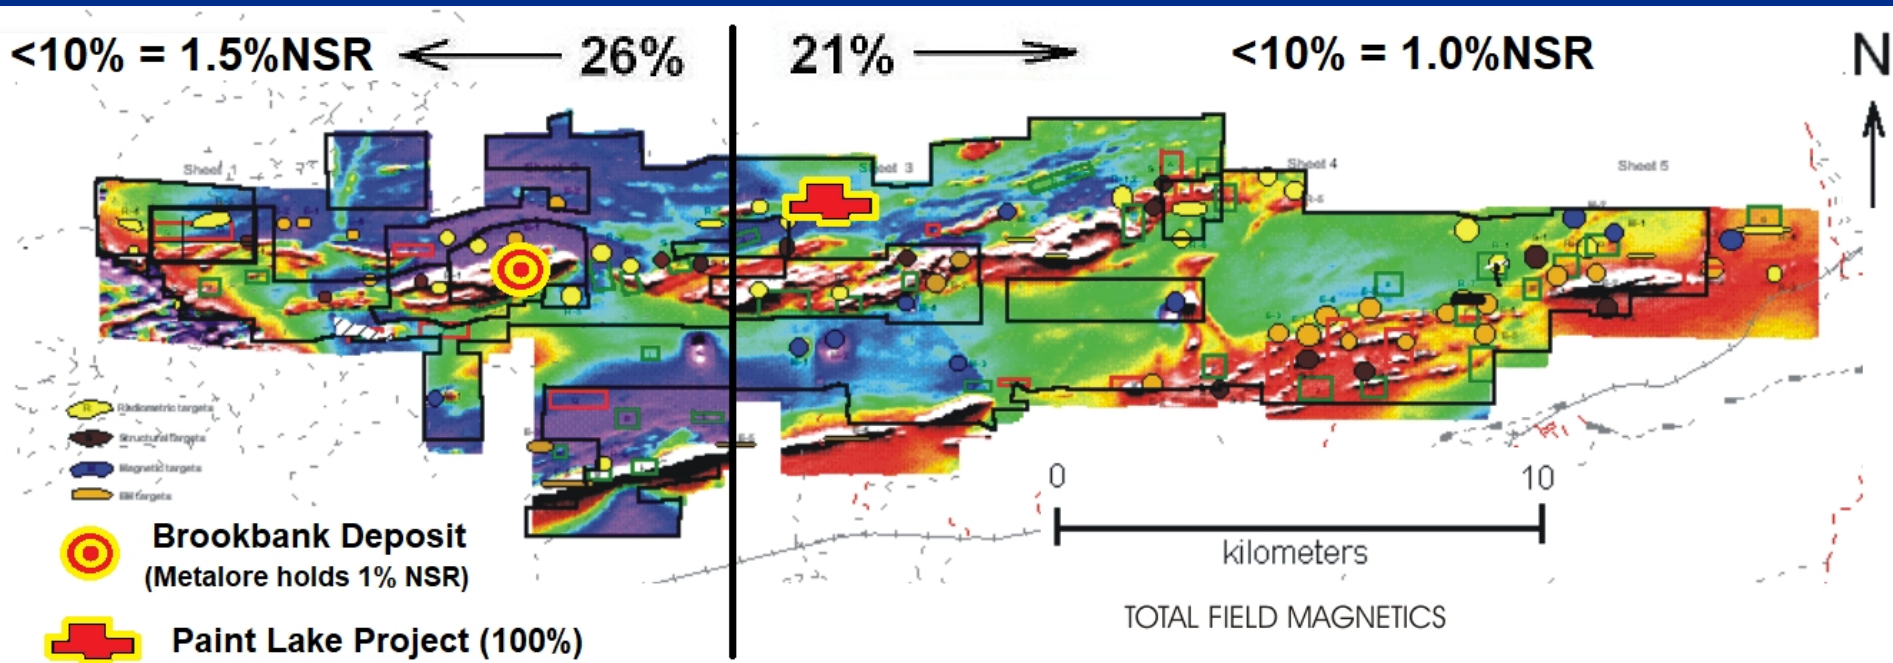 <10% = 1.5%NSR
26%
21%
<10% = 1.0%NSR
N
Sheet 1
Sheet 3
Sheet 4
Sheet 5
Radiometric targets
Structural targets
Magnetic targets
EM targets
Brookbank Deposit
(Metalore holds 1% NSR)
Paint Lake Project (100%)
0
10
kilometers
TOTAL FIELD MAGNETICS